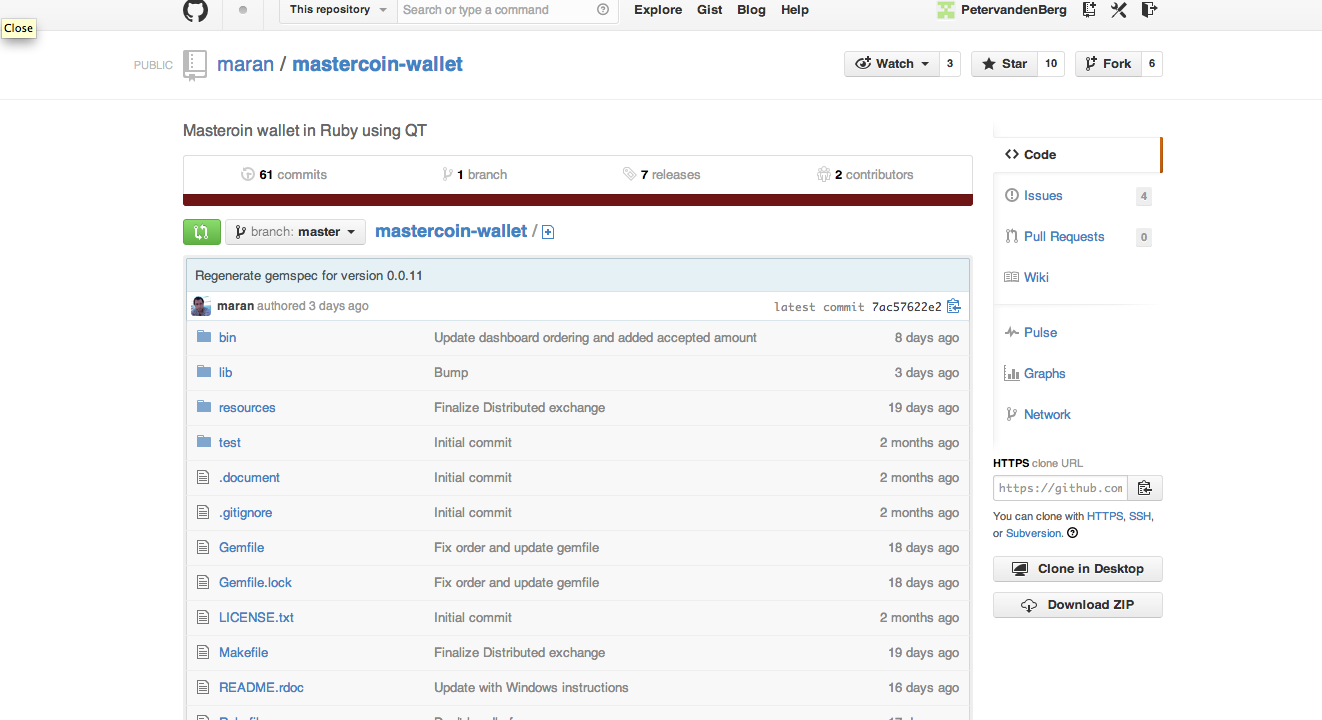 This repository Search or type a command Explore Gist Blog Help PetervandenBerg
Close
PUBLIC maran / mastercoin-wallet Watch 3 Star 10 Fork 6
Masteroin wallet in Ruby using QT
61 commits 1 branch 7 releases 2 contributors
branch: master mastercoin-wallet /
Regenerate gemspec for version 0.0.11
maran authored 3 days ago latest commit 7ac57622e2
bin Update dashboard ordering and added accepted amount 8 days ago
lib Bump 3 days ago
resources Finalize Distributed exchange 19 days ago
test Initial commit 2 months ago
.document Initial commit 2 months ago
.gitignore Initial commit 2 months ago
Gemfile Fix order and update gemfile 18 days ago
Gemfile.lock Fix order and update gemfile 18 days ago
LICENSE.txt Initial commit 2 months ago
Makefile Finalize Distributed exchange 19 days ago
README.rdoc Update with Windows instructions 16 days ago
Code
Issues 4
Pull Requests 0
Wiki
Pulse
Graphs
Network
HTTPS clone URL
https://github.com
You can clone with HTTPS, SSH,
or Subversion.
Clone in Desktop
Download ZIP